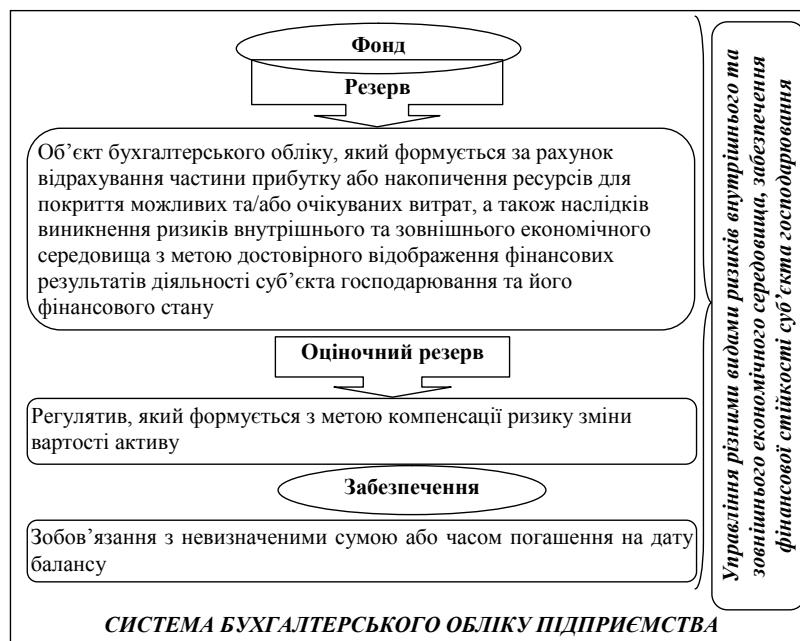 Фонд
Резерв
Об’єкт бухгалтерського обліку, який формується за рахунок
відрахування частини прибутку або накопичення ресурсів для
покриття можливих та/або очікуваних витрат, а також наслідків
виникнення ризиків внутрішнього та зовнішнього економічного
середовища з метою достовірного відображення фінансових
результатів діяльності суб’єкта господарювання та його
фінансового стану
Оціночний резерв
Регулятив, який формується з метою компенсації ризику зміни
вартості активу
Забезпечення
Зобов’язання з невизначеними сумою або часом погашення на дату
балансу
Управління різними видами ризиків внутрішнього та
зовнішнього економічного середовища, забезпечення
фінансової стійкості суб’єкта господарювання
СИСТЕМА БУХГАЛТЕРСЬКОГО ОБЛІКУ ПІДПРИЄМСТВА